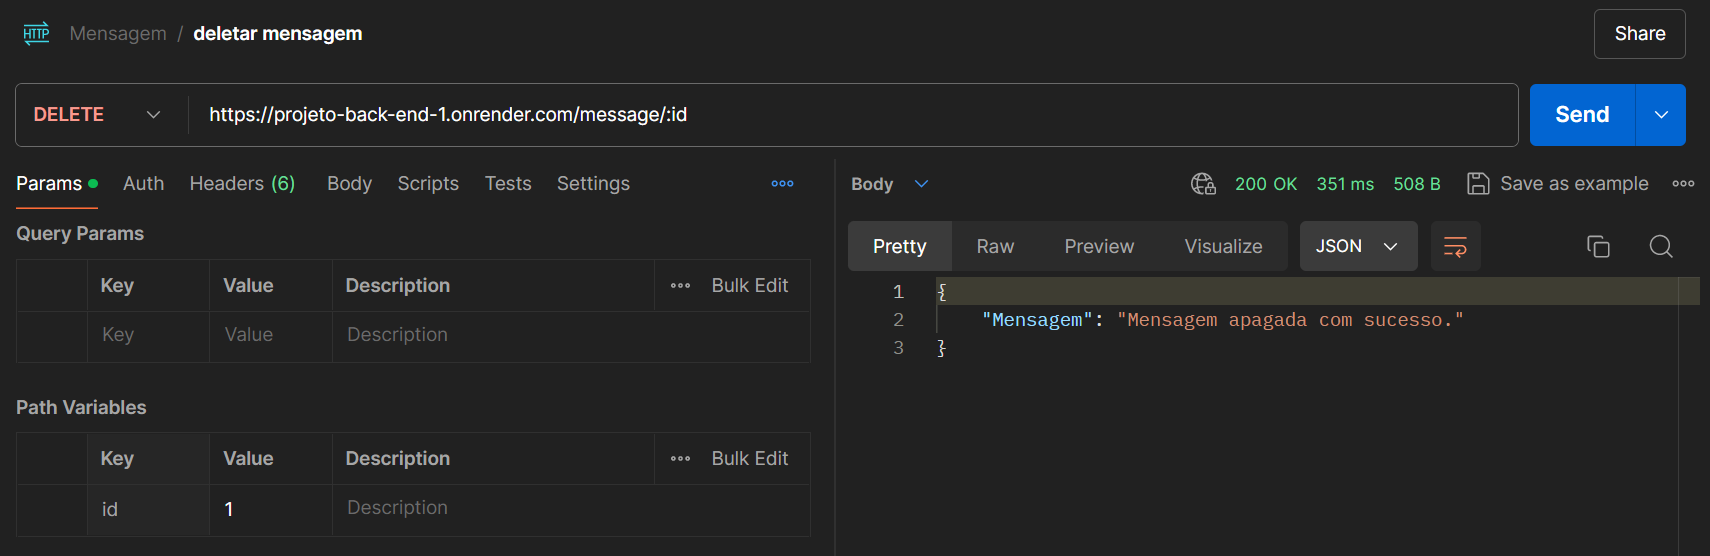 HTTP Mensagem / deletar mensagem
Share
DELETE https://projeto-back-end-1.onrender.com/message/:id
Send
Params Auth Headers (6) Body Scripts Tests Settings
Query Params
Key Value Description Bulk Edit
Key Value Description
Path Variables
Key Value Description Bulk Edit
id 1 Description
Body 200 OK 351 ms 508 B Save as example
Pretty Raw Preview Visualize JSON
1 {
2 "Mensagem": "Mensagem apagada com sucesso."
3 }